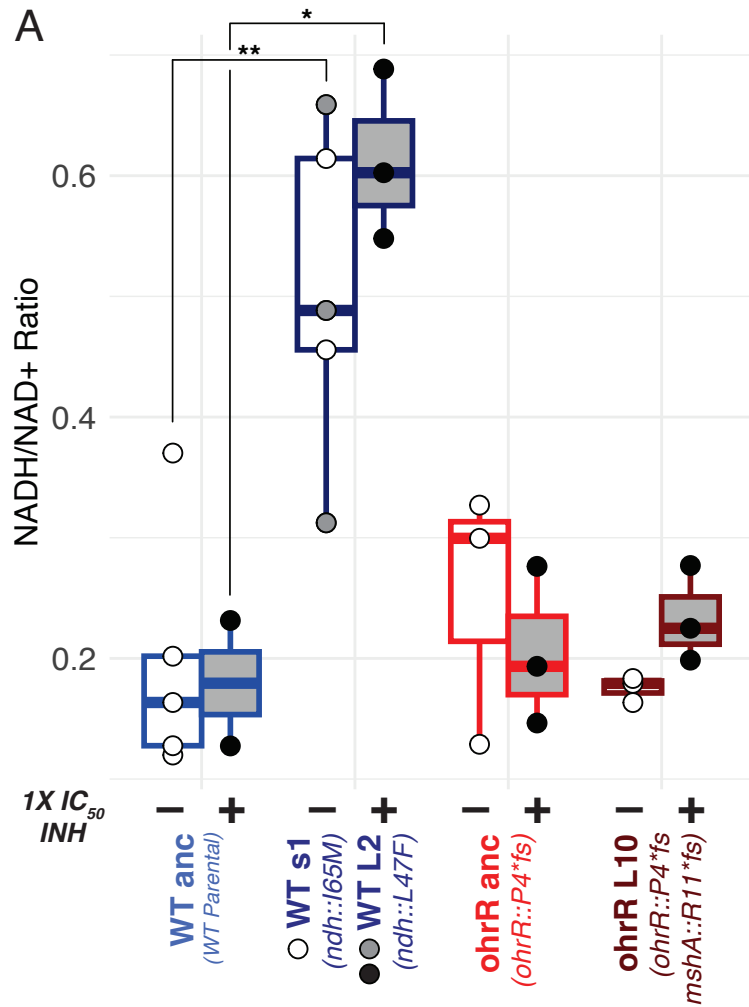 A
*
**
NADH/NAD+ Ratio
0.6
0.4
0.2
1X IC50
INH
− + − + − + − +
WT anc
(WT Parental)
WT s1
(ndh::I65M)
WT L2
(ndh::L47F)
ohrR anc
(ohrR::P4*fs)
ohrR L10
(ohrR::P4*fs
mshA::R11*fs)